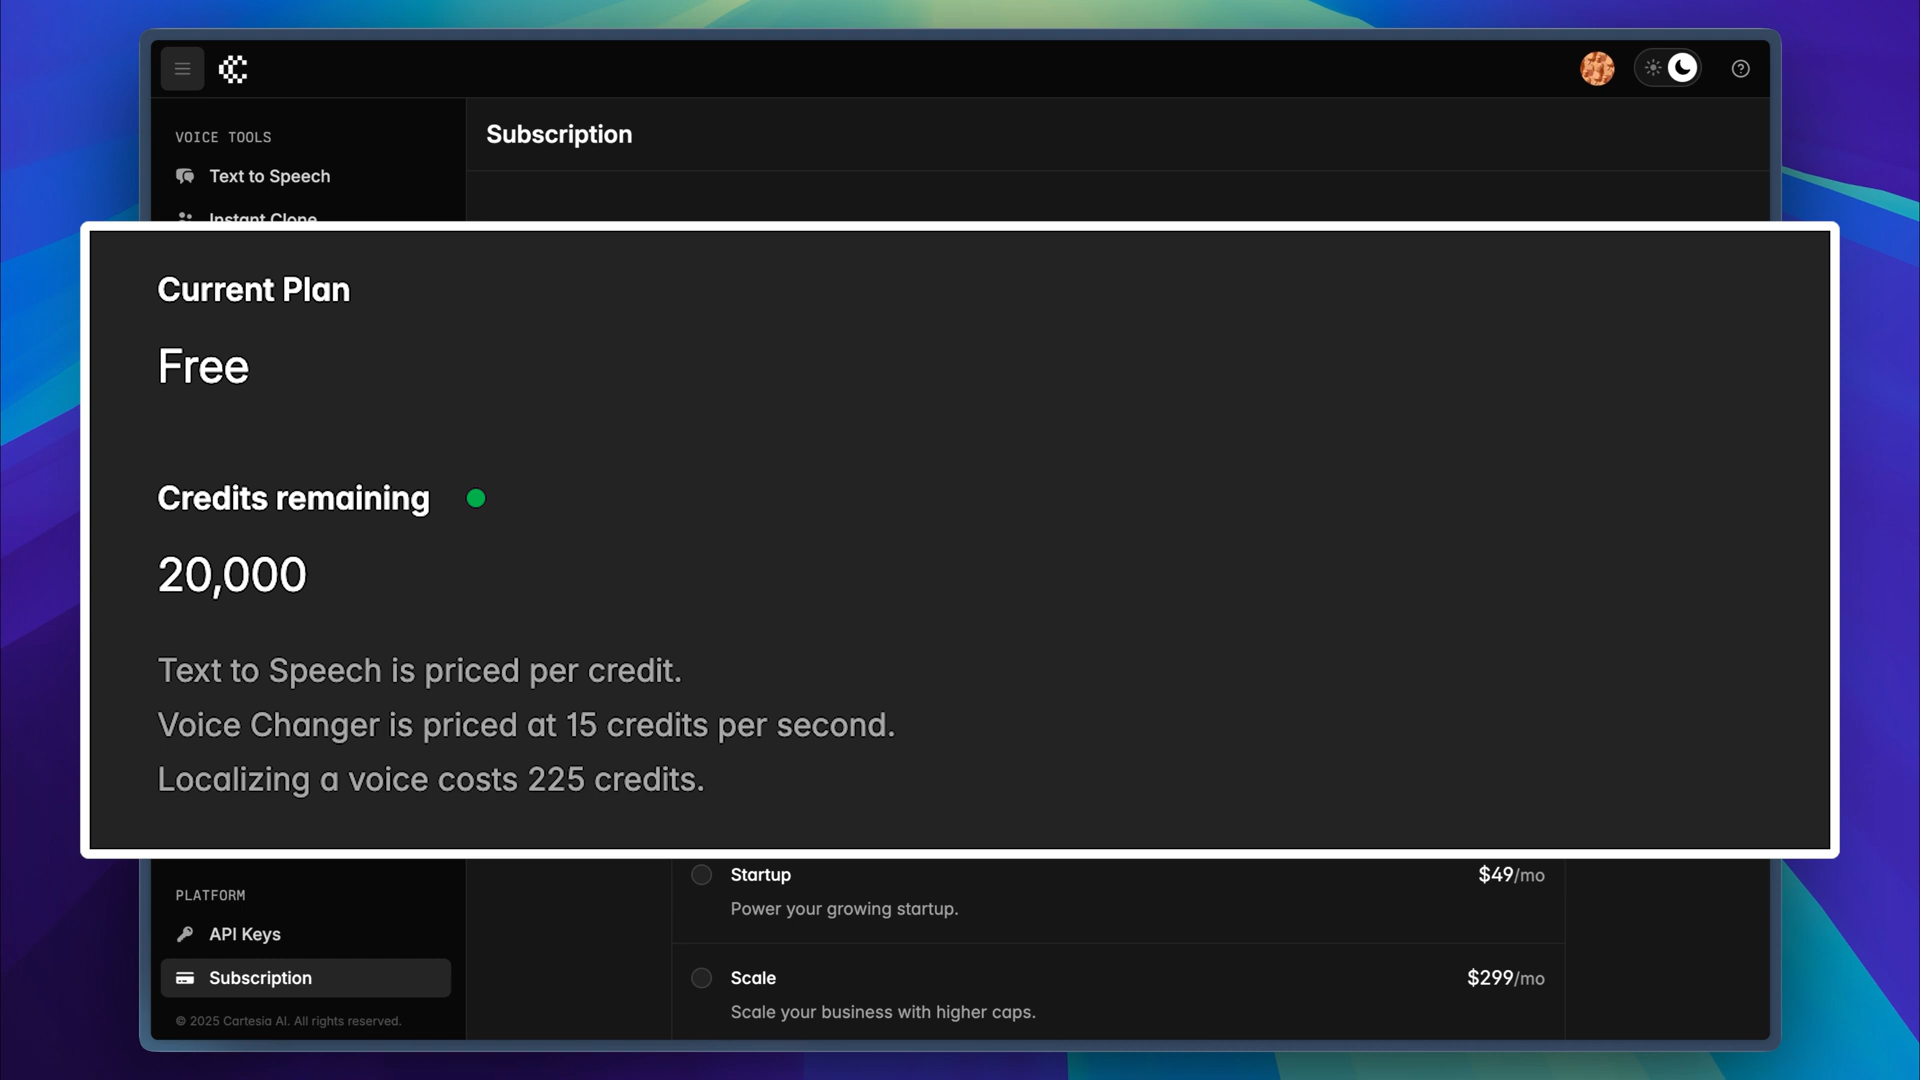 VOICE TOOLS
Text to Speech
Instant Clone
Subscription
Current Plan
Free
Credits remaining
20,000
Text to Speech is priced per credit.
Voice Changer is priced at 15 credits per second.
Localizing a voice costs 225 credits.
Startup
$49/mo
Power your growing startup.
Scale
$299/mo
Scale your business with higher caps.
PLATFORM
API Keys
Subscription
© 2025 Cartesia AI. All rights reserved.